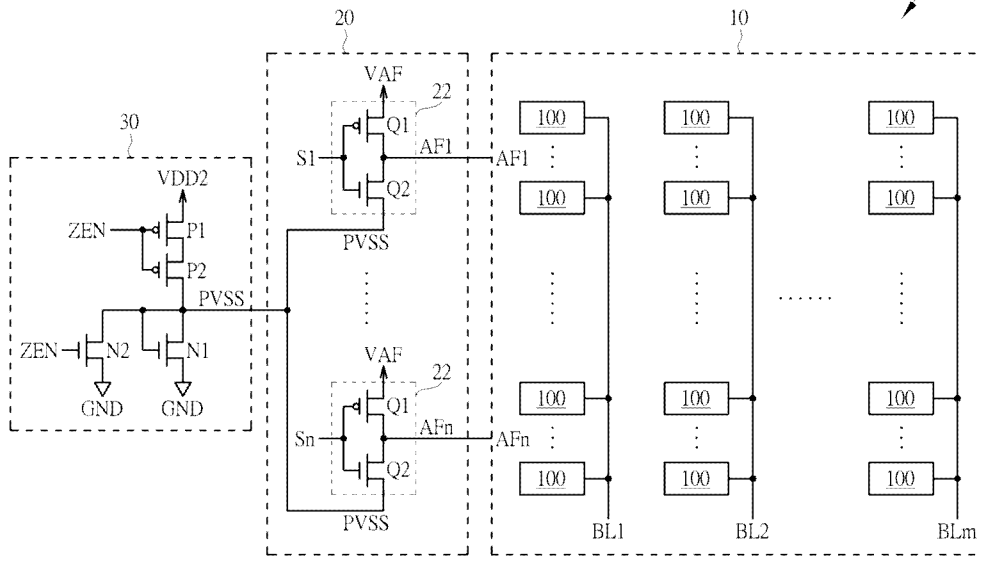 20
10
VAF
22
100 100 100
30
Q1
S1
AF1
AF1
VDD2
Q2
100 100 100
ZEN
P1
PVSS
P2
PVSS
ZEN
N2
N1
VAF
22
GND
GND
Q1
100 100 100
Sn
AFn
AFn
Q2
100 100 100
PVSS
BL1
BL2
BLm